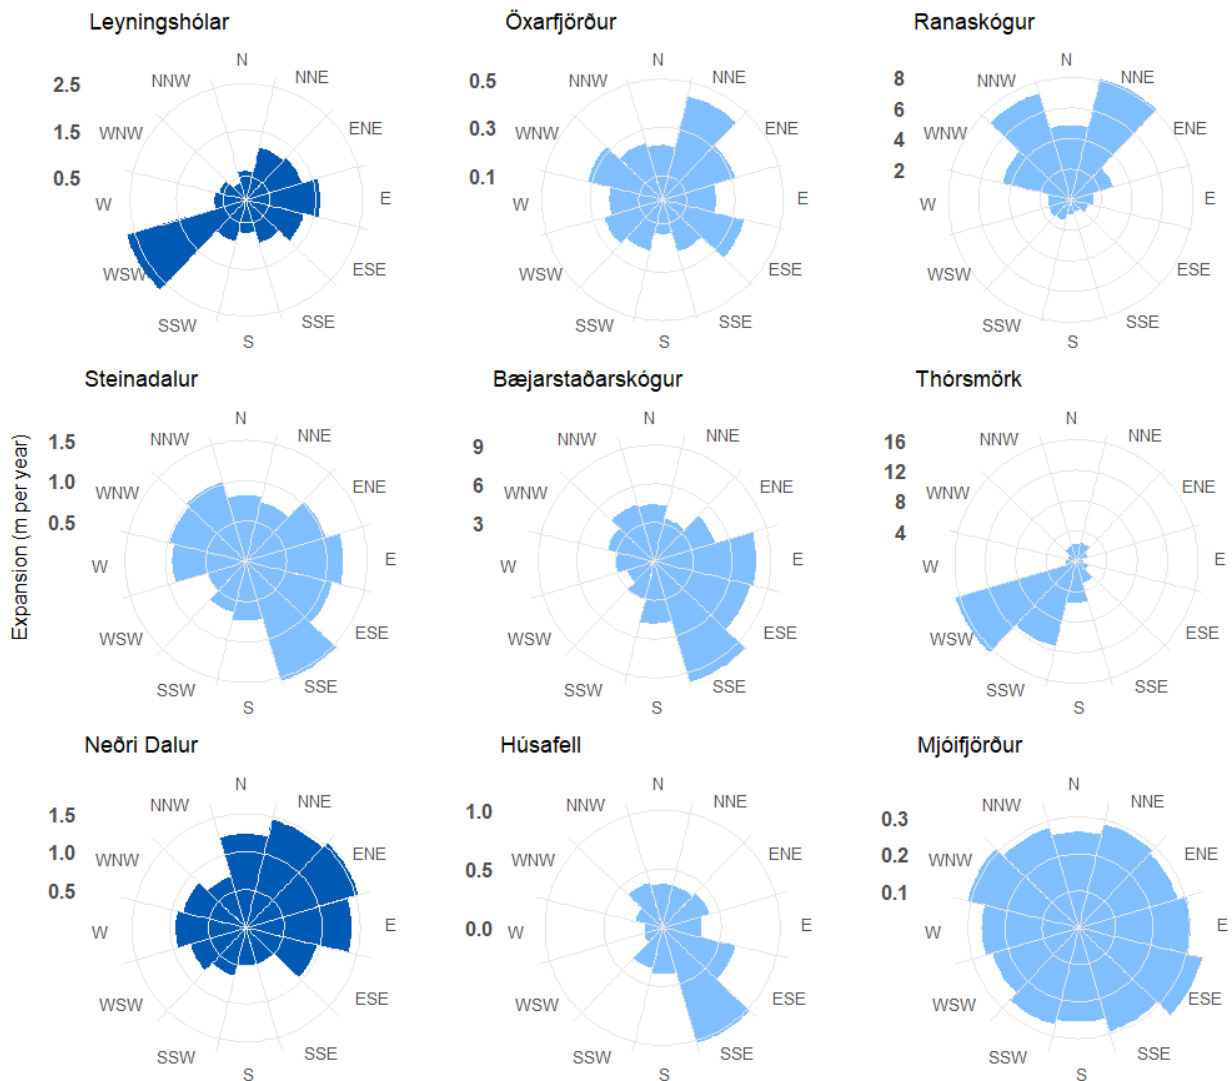 Leyningshólar
Öxarfjörður
Ranaskógur
N
NNE
ENE
E
ESE
SSE
S
SSW
WSW
W
WNW
NNW
2.5
1.5
0.5
N
NNE
ENE
E
ESE
SSE
S
SSW
WSW
W
WNW
NNW
0.5
0.3
0.1
N
NNE
ENE
E
ESE
SSE
S
SSW
WSW
W
WNW
NNW
8
6
4
2
Expansion (m per year)
Steinadalur
Bæjarstaðarskógur
Thórsmörk
N
NNE
ENE
E
ESE
SSE
S
SSW
WSW
W
WNW
NNW
1.5
1.0
0.5
N
NNE
ENE
E
ESE
SSE
S
SSW
WSW
W
WNW
NNW
9
6
3
N
NNE
ENE
E
ESE
SSE
S
SSW
WSW
W
WNW
NNW
16
12
8
4
Neðri Dalur
Húsafell
Mjóifjörður
N
NNE
ENE
E
ESE
SSE
S
SSW
WSW
W
WNW
NNW
1.5
1.0
0.5
N
NNE
ENE
E
ESE
SSE
S
SSW
WSW
W
WNW
NNW
1.0
0.5
0.0
N
NNE
ENE
E
ESE
SSE
S
SSW
WSW
W
WNW
NNW
0.3
0.2
0.1